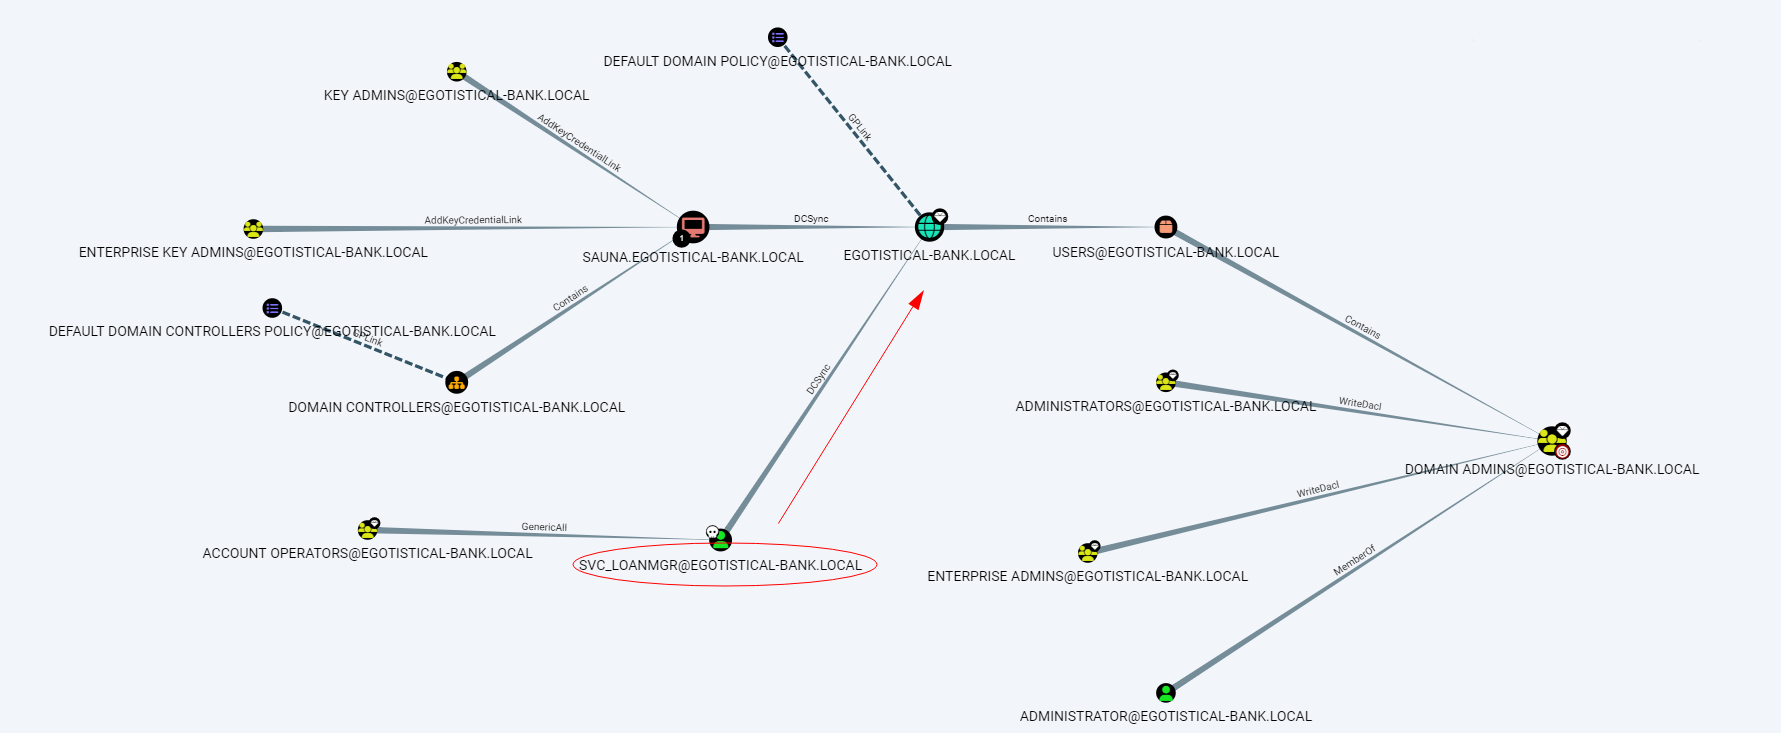 DEFAULT DOMAIN POLICY@EGOTISTICAL-BANK.LOCAL
KEY ADMINS@EGOTISTICAL-BANK.LOCAL
GPLink
AddKeyCredentialLink
AddKeyCredentialLink
DCSync
Contains
ENTERPRISE KEY ADMINS@EGOTISTICAL-BANK.LOCAL
1
SAUNA.EGOTISTICAL-BANK.LOCAL
EGOTISTICAL-BANK.LOCAL
USERS@EGOTISTICAL-BANK.LOCAL
Contains
DEFAULT DOMAIN CONTROLLERS POLICY@EGOTISTICAL-BANK.LOCAL
GPLink
Contains
DCSync
DOMAIN CONTROLLERS@EGOTISTICAL-BANK.LOCAL
ADMINISTRATORS@EGOTISTICAL-BANK.LOCAL
WriteDacl
DOMAIN ADMINS@EGOTISTICAL-BANK.LOCAL
WriteDacl
GenericAll
ACCOUNT OPERATORS@EGOTISTICAL-BANK.LOCAL
SVC_LOANMGR@EGOTISTICAL-BANK.LOCAL
ENTERPRISE ADMINS@EGOTISTICAL-BANK.LOCAL
MemberOf
ADMINISTRATOR@EGOTISTICAL-BANK.LOCAL